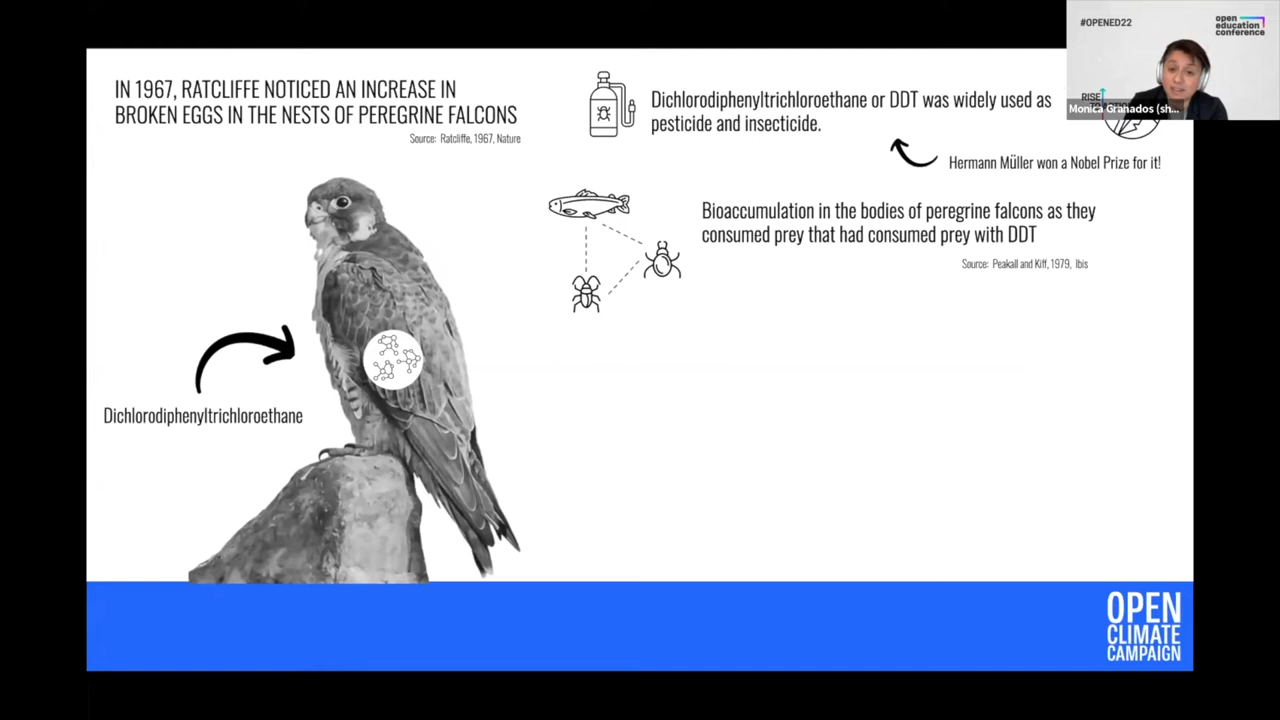 IN 1967, RATCLIFFE NOTICED AN INCREASE IN
BROKEN EGGS IN THE NESTS OF PEREGRINE FALCONS
Source: Ratcliffe, 1967, Nature
Dichlorodiphenyltrichloroethane
Dichlorodiphenyltrichloroethane or DDT was widely used as
pesticide and insecticide.
Hermann Müller won a Nobel Prize for it!
Bioaccumulation in the bodies of peregrine falcons as they
consumed prey that had consumed prey with DDT
Source: Peakall and Kiff, 1979, Ibis
#OPENED22
open
education
conference
RISE
Monica Granados (sh...
OPEN
CLIMATE
CAMPAIGN